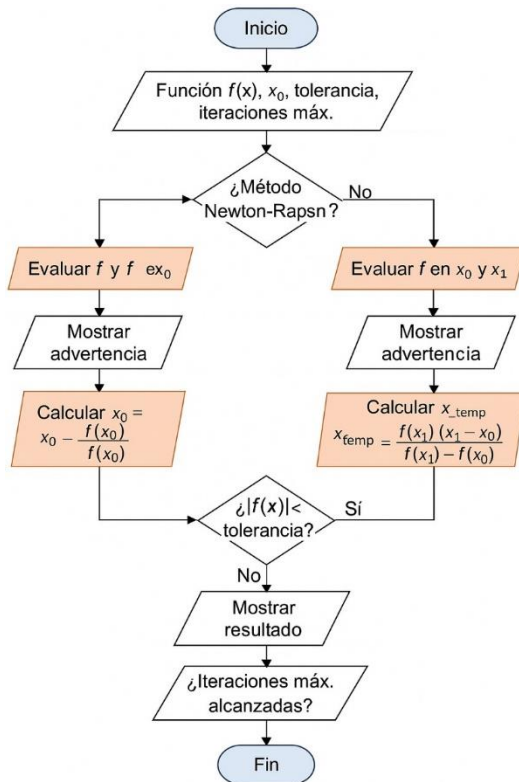 Inicio
Función f(x), x₀, tolerancia,
iteraciones máx.
¿Método
Newton-Rapsn?
No
Evaluar f y f ex₀
Evaluar f en x₀ y x₁
Mostrar
advertencia
Mostrar
advertencia
Calcular x₀ =
x₀ − f(x₀) / f(x₀)
Calcular x_temp
x_femp = f(x₁) (x₁ − x₀) / f(x₁) − f(x₀)
¿|f(x)|<
tolerancia?
Sí
No
Mostrar
resultado
¿Iteraciones máx.
alcanzadas?
Fin